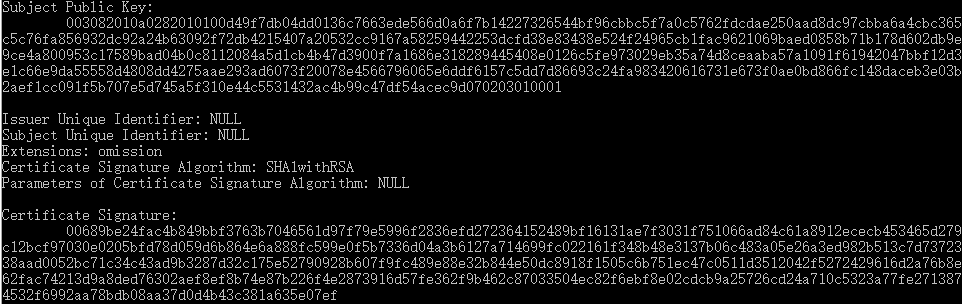 Subject Public Key:
003082010a0282010100d49f7db04dd0136c7663ede566d0a6f7b14227326544bf96cbbc5f7a0c5762fdcdae250aad8dc97cbba6a4cbc365
c5c76fa856932dc92a24b63092f72db4215407a20532cc9167a58259442253dcfd38e83438e524f24965cb1fac9621069baed0858b71b178d602db9e
9ce4a800953c17589bad04b0c8112084a5d1cb4b47d3900f7a1686e318289445408e0126c5fe973029eb35a74d8ceaaba57a1091f61942047bbf12d3
e1c66e9da55558d4808dd4275aae293ad6073f20078e4566796065e6ddf6157c5dd7d86693c24fa983420616731e673f0ae0bd866fc148daceb3e03b
2aef1cc091f5b707e5d745a5f310e44c5531432ac4b99c47df54acec9d070203010001
Issuer Unique Identifier: NULL
Subject Unique Identifier: NULL
Extensions: omission
Certificate Signature Algorithm: SHA1withRSA
Parameters of Certificate Signature Algorithm: NULL
Certificate Signature:
00689be24fac4b849bbf3763b7046561d97f79e5996f2836efd272364152489bf16131ae7f3031f751066ad84c61a8912ececb453465d279
c12bcf97030e0205bfd78d059d6b864e6a888fc599e0f5b7336d04a3b6127a714699fc022161f348b48e3137b06c483a05e26a3ed982b513c7d73723
38aad0052bc71c34c43ad9b3287d32c175e52790928b607f9fc489e88e32b844e50dc8918f1505c6b751ec47c0511d3512042f5272429616d2a76b8e
62fac74213d9a8ded76302aef8ef8b74e87b226f4e2873916d57fe362f9b462c87033504ec82f6ebf8e02cdcb9a25726cd24a710c5323a77fe271387
4532f6992aa78bdb08aa37d0d4b43c381a635e07ef